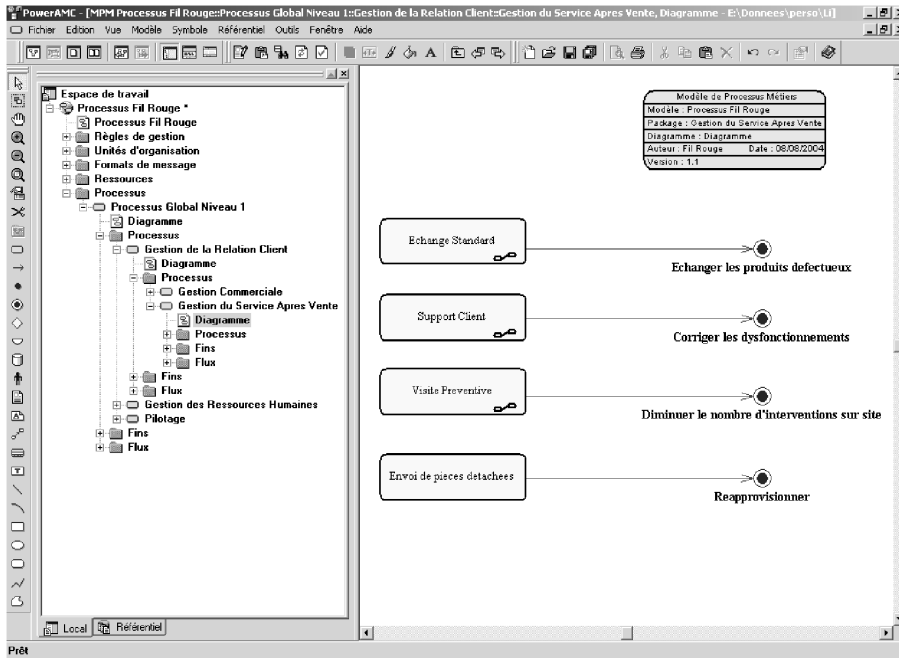 PowerAMC - [MPM Processus Fil Rouge::Processus Global Niveau 1::Gestion de la Relation Client::Gestion du Service Apres Vente, Diagramme - E:\Donnees\perso\Li]
Fichier Edition Vue Modèle Symbole Référentiel Outils Fenêtre Aide
Espace de travail
Processus Fil Rouge *
Processus Fil Rouge
Règles de gestion
Unités d'organisation
Formats de message
Ressources
Processus
Processus Global Niveau 1
Diagramme
Processus
Gestion de la Relation Client
Diagramme
Processus
Gestion Commerciale
Gestion du Service Apres Vente
Diagramme
Processus
Fins
Flux
Fins
Flux
Gestion des Ressources Humaines
Pilotage
Fins
Flux
Local Référentiel
Prêt
Modèle de Processus Métiers
Modèle : Processus Fil Rouge
Package : Gestion du Service Apres Vente
Diagramme : Diagramme
Auteur : Fil Rouge Date : 08/08/2004
Version : 1.1
Echange Standard
Echanger les produits defectueux
Support Client
Corriger les dysfonctionnements
Visite Preventive
Diminuer le nombre d'interventions sur site
Envoi de pieces detachees
Reapprovisionner